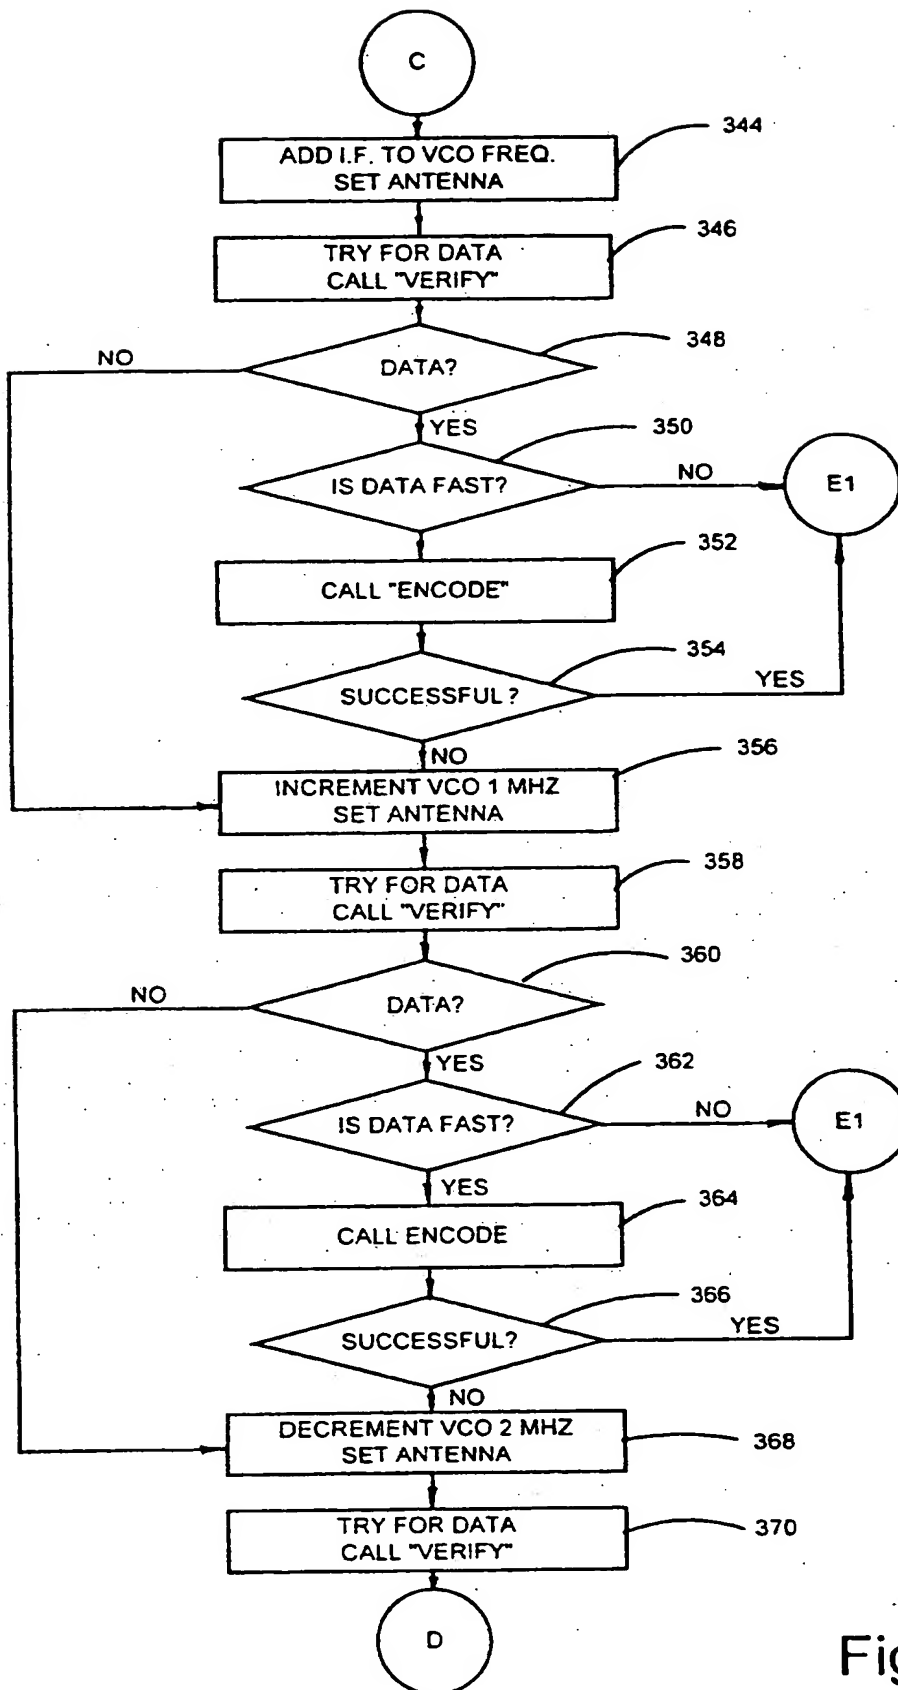 C
ADD I.F. TO VCO FREQ.
SET ANTENNA
344
TRY FOR DATA
CALL "VERIFY"
346
DATA?
348
NO
YES
IS DATA FAST?
350
NO
E1
CALL "ENCODE"
352
SUCCESSFUL?
354
YES
NO
INCREMENT VCO 1 MHZ
SET ANTENNA
356
TRY FOR DATA
CALL "VERIFY"
358
DATA?
360
NO
YES
IS DATA FAST?
362
NO
E1
YES
CALL ENCODE
364
SUCCESSFUL?
366
YES
NO
DECREMENT VCO 2 MHZ
SET ANTENNA
368
TRY FOR DATA
CALL "VERIFY"
370
D
Fig